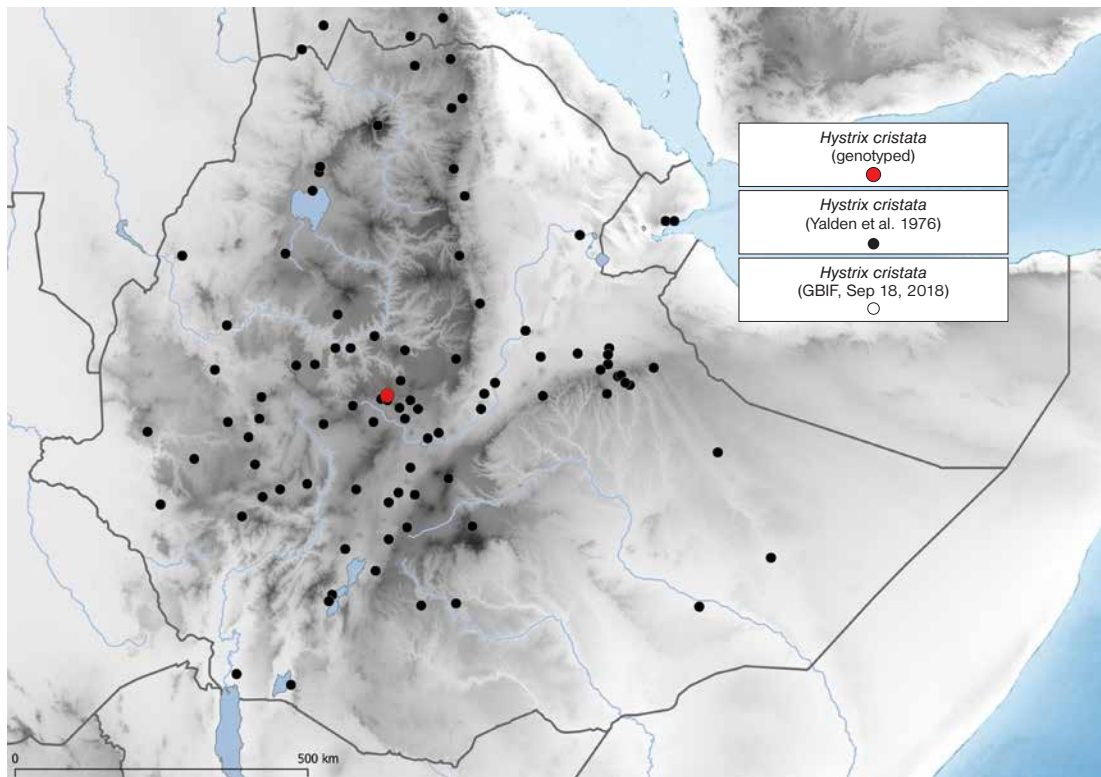 Hystrix cristata
(genotyped)
Hystrix cristata
(Yalden et al. 1976)
Hystrix cristata
(GBIF, Sep 18, 2018)
0
500 km